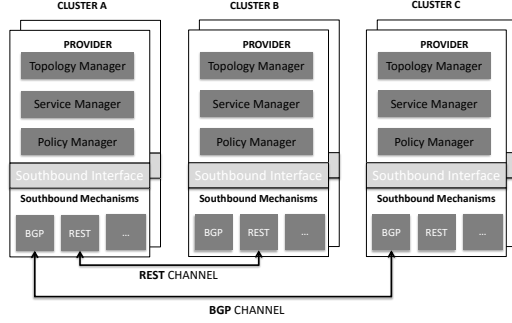 CLUSTER A
CLUSTER B
CLUSTER C
PROVIDER
Topology Manager
Service Manager
Policy Manager
Southbound Interface
Southbound Mechanisms
BGP
REST
...
PROVIDER
Topology Manager
Service Manager
Policy Manager
Southbound Interface
Southbound Mechanisms
BGP
REST
...
PROVIDER
Topology Manager
Service Manager
Policy Manager
Southbound Interface
Southbound Mechanisms
BGP
REST
...
REST CHANNEL
BGP CHANNEL